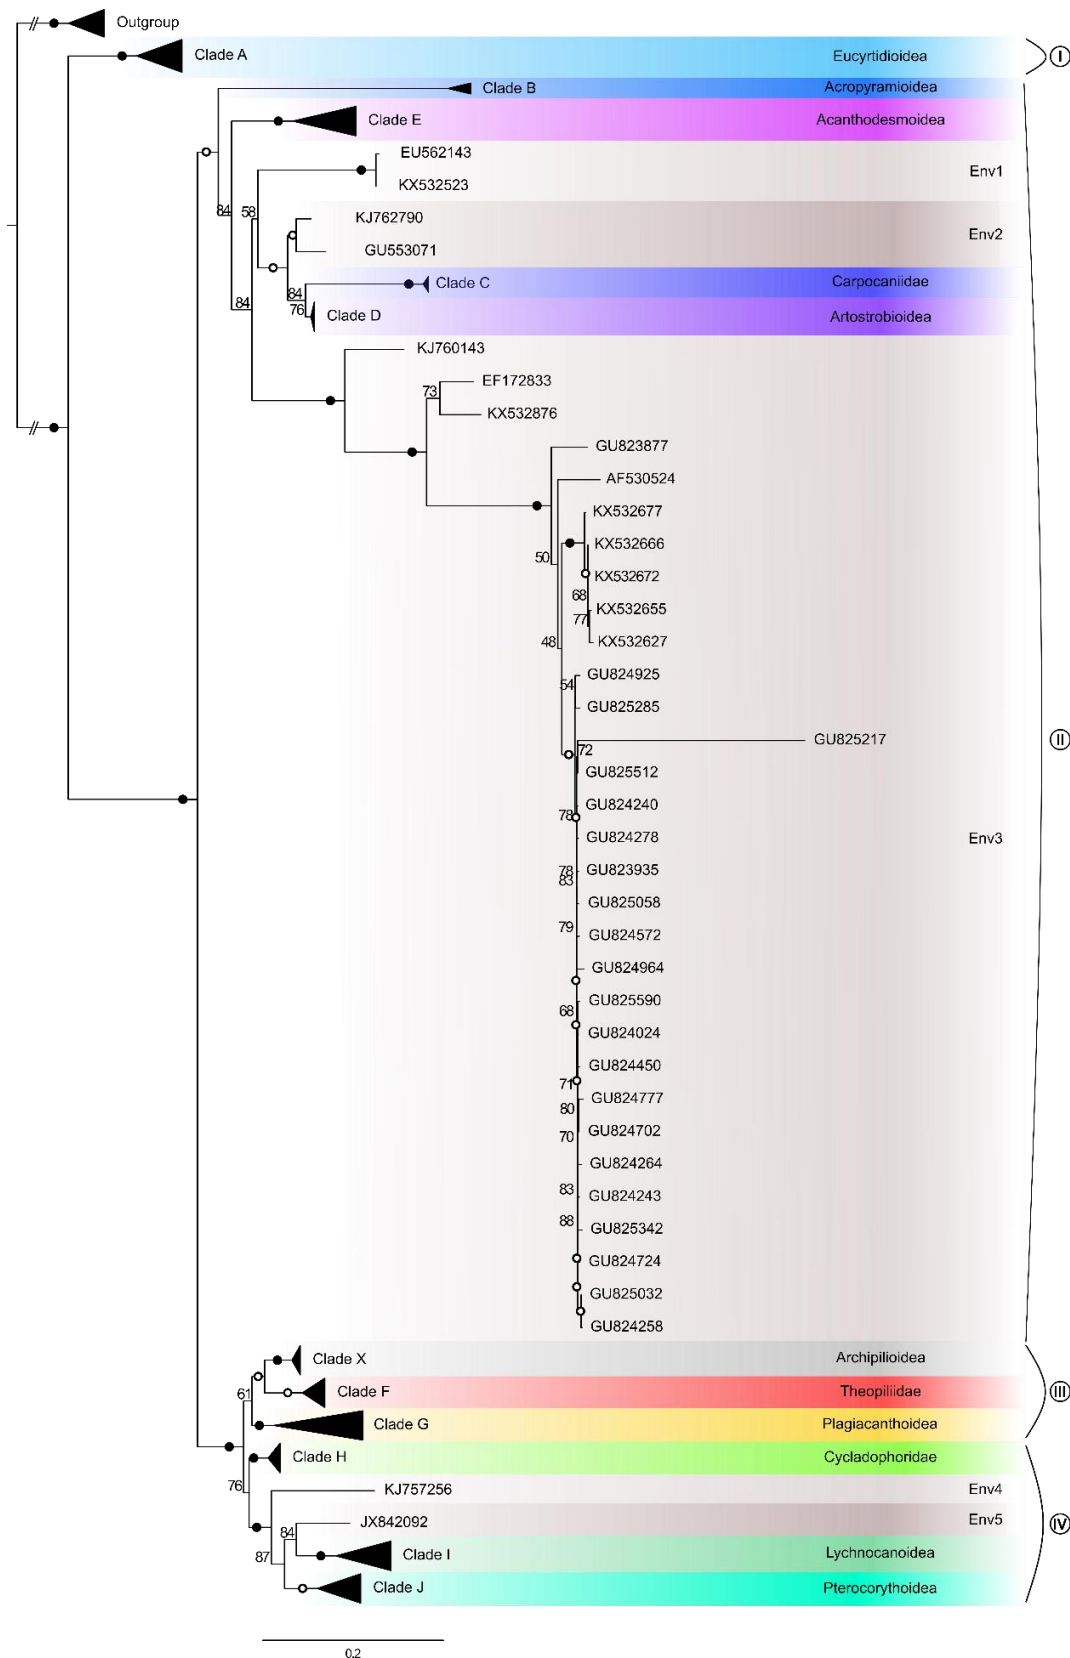 Outgroup
Clade A Eucyrtidioidea I
Clade B Acropyramioidea
Clade E Acanthodesmoidea
EU562143
Env1
KX532523
84 58 KJ762790
Env2
GU553071
Clade C Carpocaniidae
84
84 76 Clade D Artostrobioidea
KJ760143
EF172833
73
KX532876
GU823877
AF530524
KX532677
KX532666
50
KX532672
68
KX532655
77
48 KX532627
GU824925
54
GU825285
GU825217 II
72
GU825512
GU824240
78
GU824278 Env3
78 GU823935
83
GU825058
79
GU824572
GU824964
GU825590
68
GU824024
GU824450
71
GU824777
80
70 GU824702
GU824264
83
GU824243
88 GU825342
GU824724
GU825032
GU824258
Clade X Archipilioidea
61 Clade F Theopiliidae III
Clade G Plagiacanthoidea
Clade H Cycladophoridae
76
KJ757256 Env4
JX842092 Env5 IV
84
87 Clade I Lychnocanoidea
Clade J Pterocorythoidea
0.2